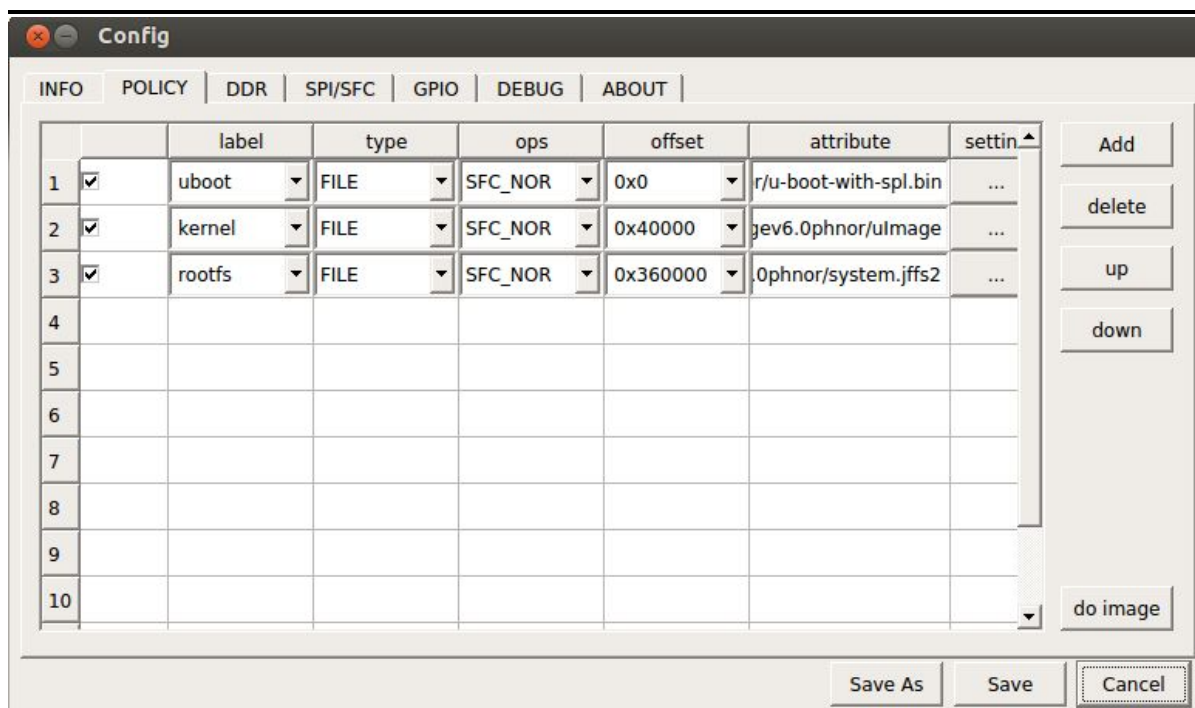 Config
INFO POLICY DDR SPI/SFC GPIO DEBUG ABOUT
label type ops offset attribute settin
1 uboot FILE SFC_NOR 0x0 r/u-boot-with-spl.bin ...
2 kernel FILE SFC_NOR 0x40000 gev6.0phnor/uImage ...
3 rootfs FILE SFC_NOR 0x360000 .0phnor/system.jffs2 ...
4
5
6
7
8
9
10
Add
delete
up
down
do image
Save As Save Cancel